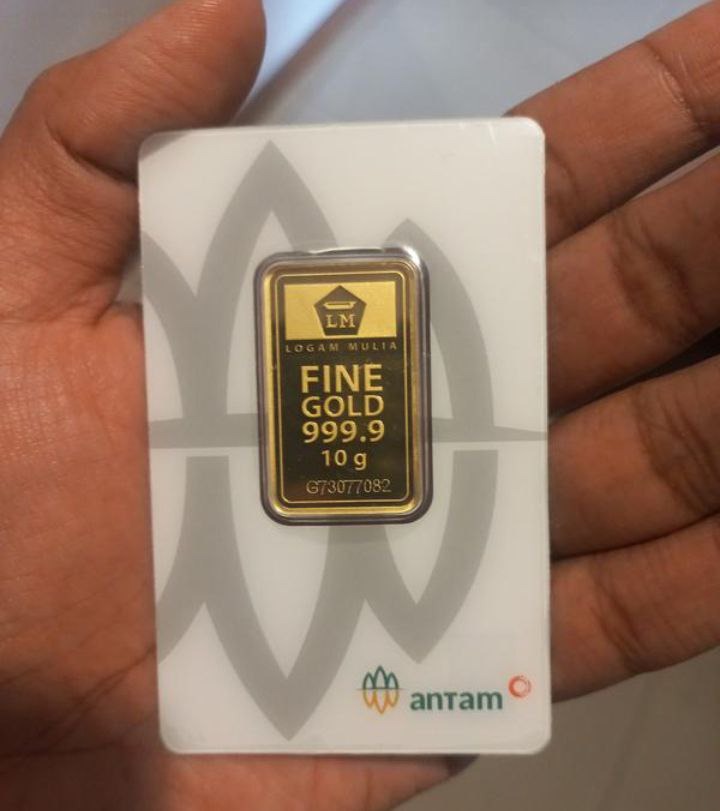 LM
LOGAM MULIA
FINE
GOLD
999.9
10 g
G73077082
antam